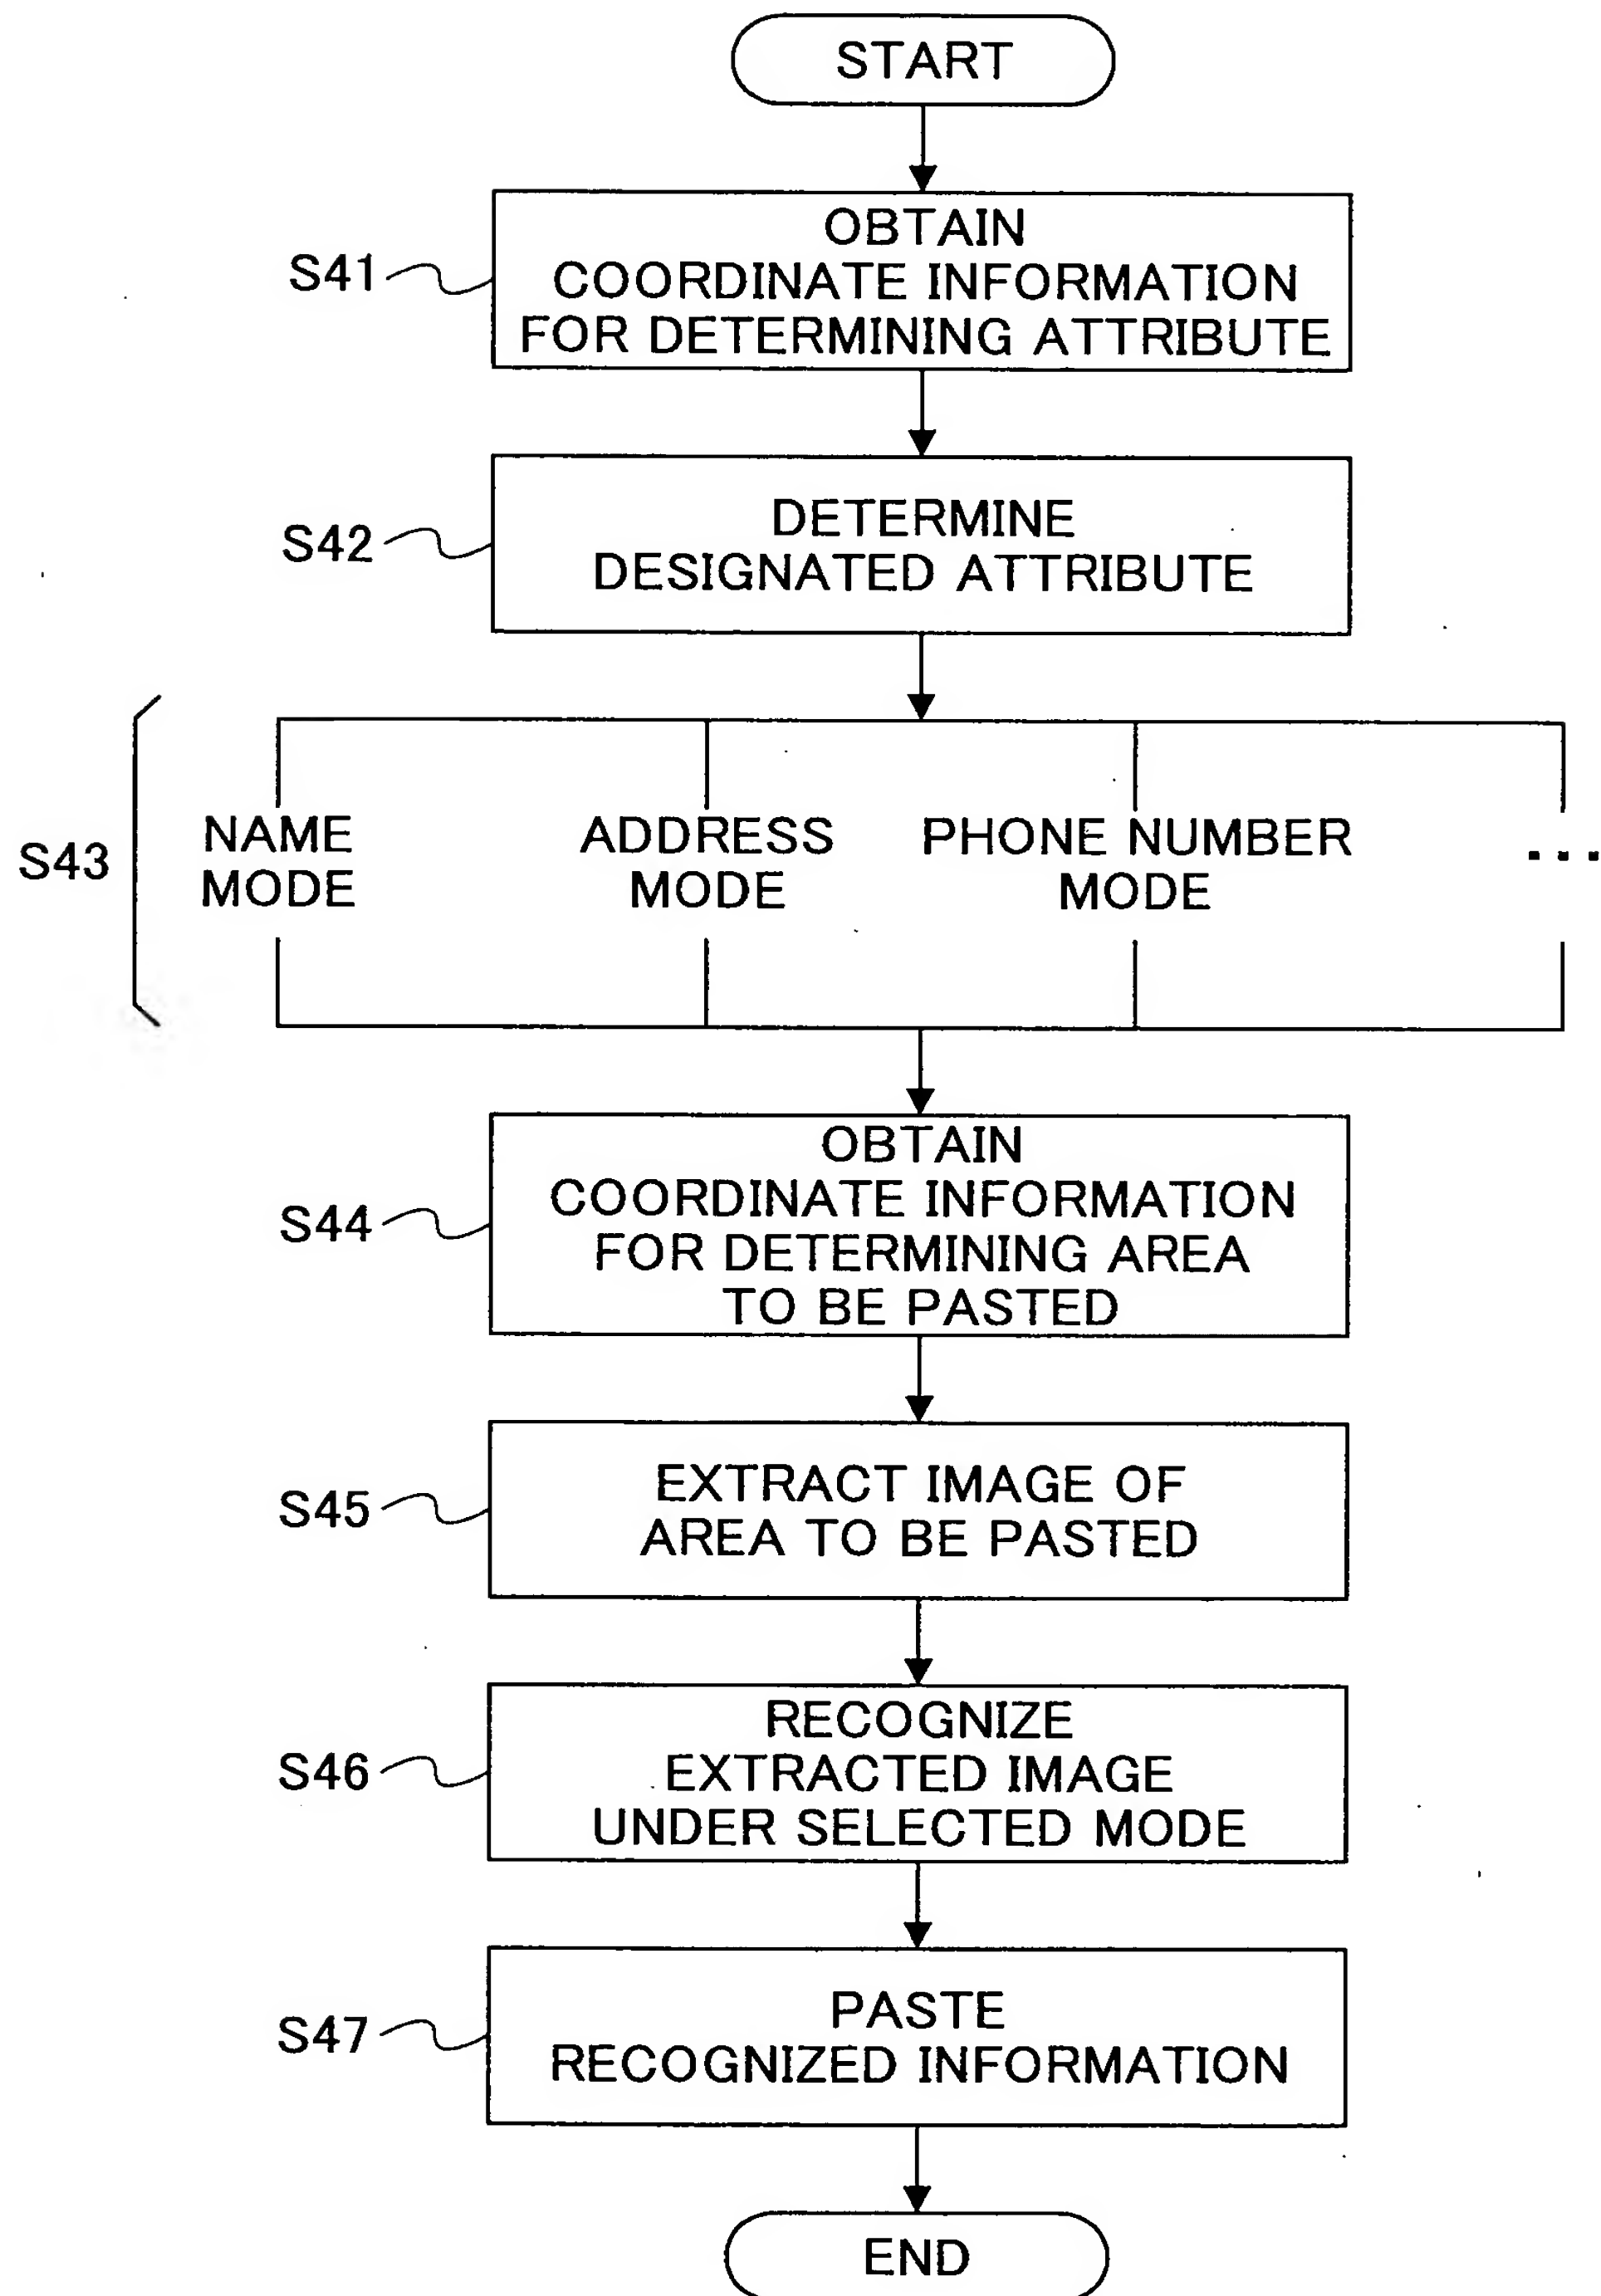 START
S41
OBTAIN
COORDINATE INFORMATION
FOR DETERMINING ATTRIBUTE
S42
DETERMINE
DESIGNATED ATTRIBUTE
S43
NAME
MODE
ADDRESS
MODE
PHONE NUMBER
MODE
...
S44
OBTAIN
COORDINATE INFORMATION
FOR DETERMINING AREA
TO BE PASTED
S45
EXTRACT IMAGE OF
AREA TO BE PASTED
S46
RECOGNIZE
EXTRACTED IMAGE
UNDER SELECTED MODE
S47
PASTE
RECOGNIZED INFORMATION
END